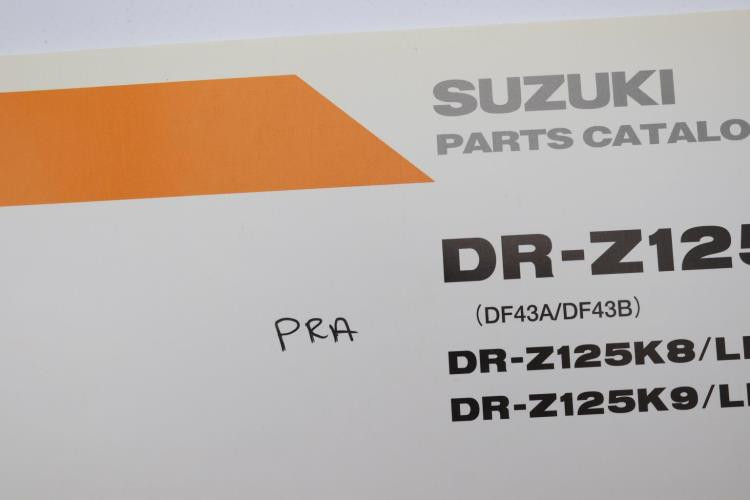 SUZUKI
PARTS CATALO
DR-Z125
(DF43A/DF43B)
PRA
DR-Z125K8/L
DR-Z125K9/L